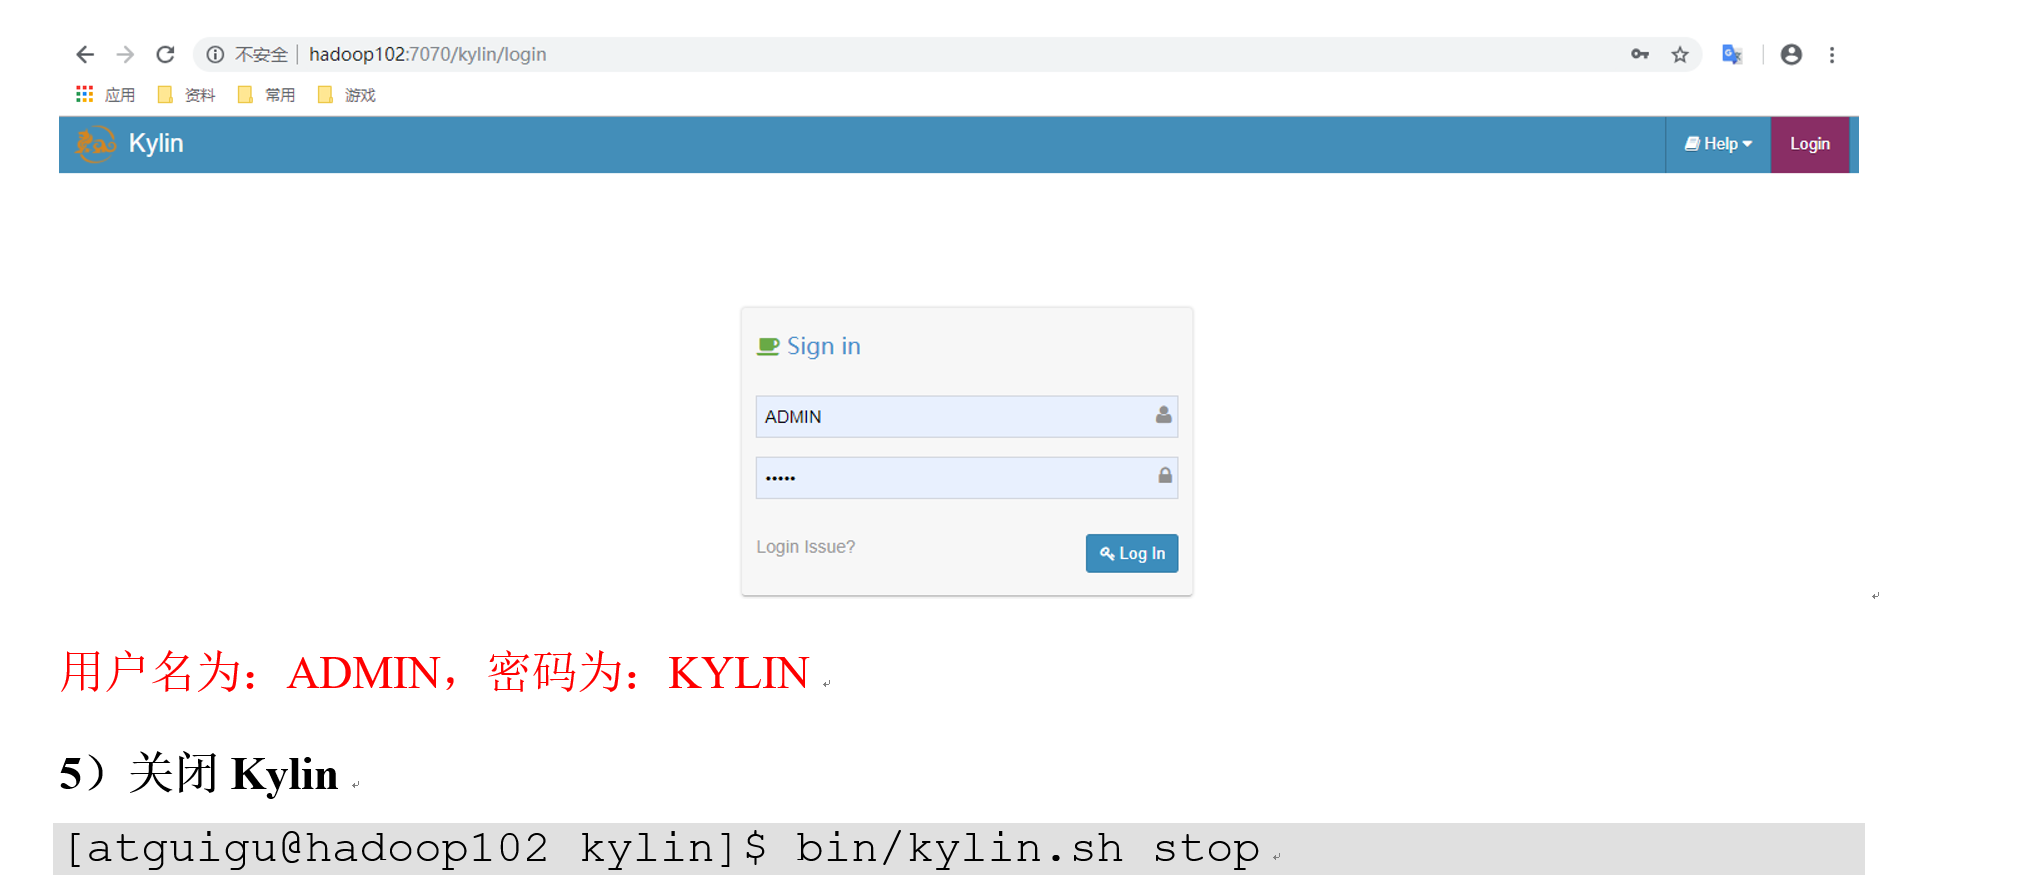 不安全 | hadoop102:7070/kylin/login
应用 资料 常用 游戏
Kylin Help Login
Sign in
ADMIN
•••••
Login Issue? Log In
用户名为：ADMIN，密码为：KYLIN
5）关闭 Kylin
[atguigu@hadoop102 kylin]$ bin/kylin.sh stop